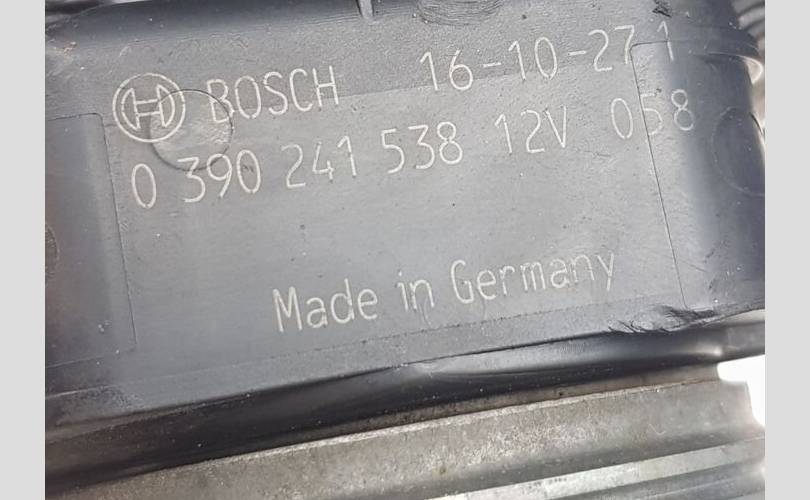 BOSCH 16-10-27 1
0 390 241 538 12V 058
Made in Germany